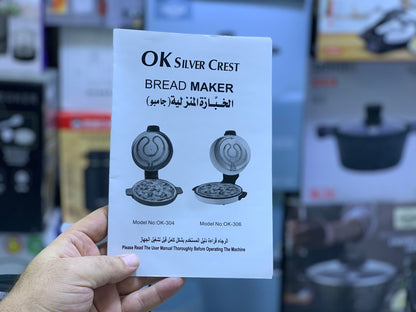 OK SILVER CREST
BREAD MAKER
الخبازة المنزلية (جامبو)
Model No:OK-304 Model No:OK-306
الرجاء قراءة دليل المستخدم بشكل كامل قبل تشغيل الجهاز
Please Read The User Manual Thoroughly Before Operating The Machine